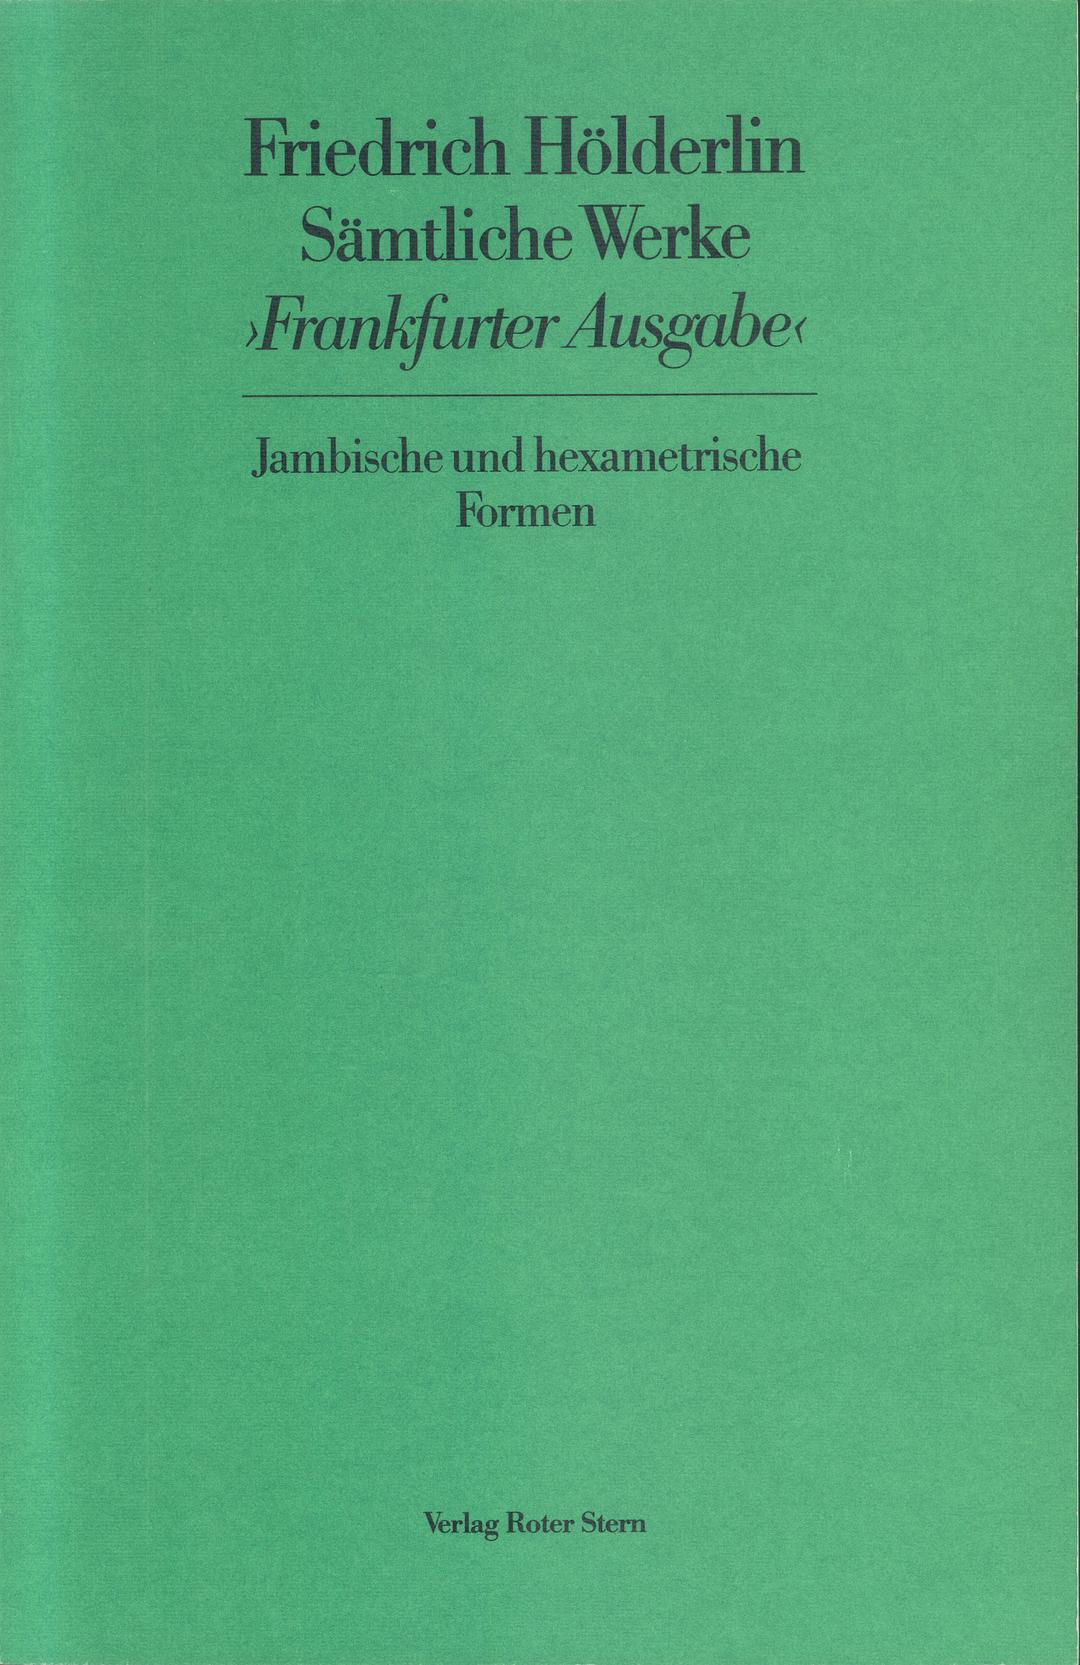 Friedrich Hölderlin
Sämtliche Werke
›Frankfurter Ausgabe‹
Jambische und hexametrische
Formen
Verlag Roter Stern